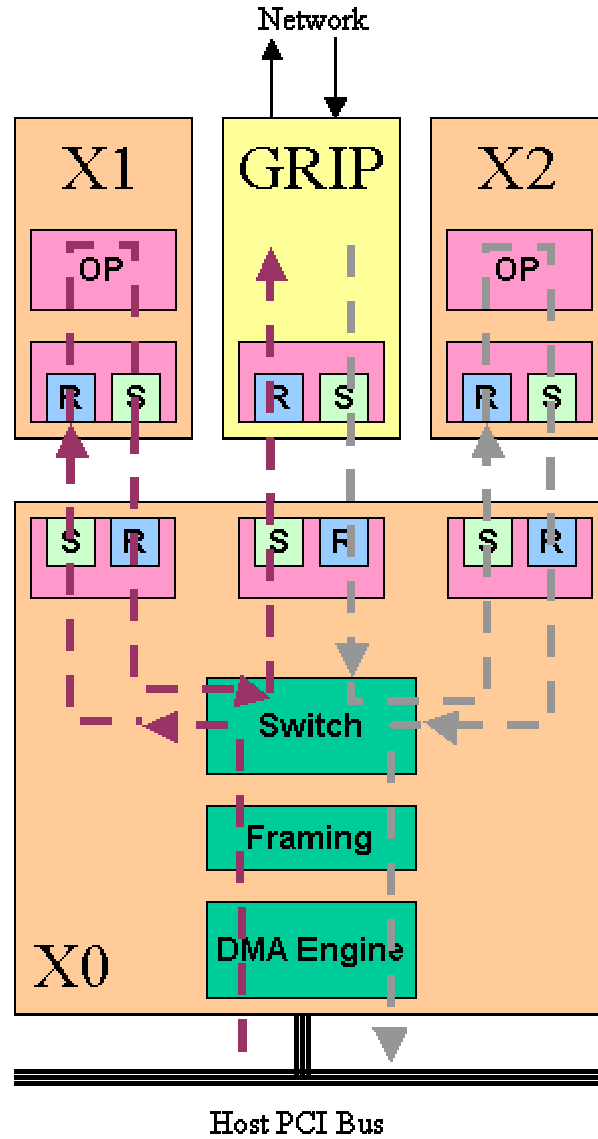 Network
X1 GRIP X2
OP OP
R S R S R S
S R S R S R
Switch
Framing
DMA Engine
X0
Host PCI Bus